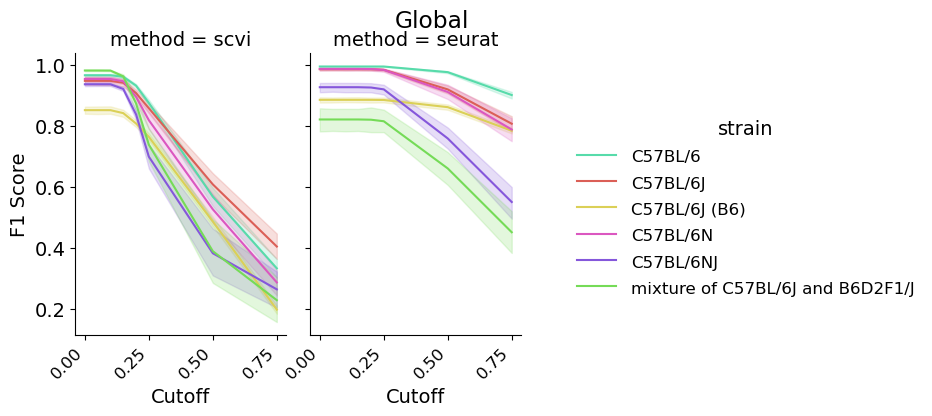 Global
method = scvi
method = seurat
F1 Score
1.0
0.8
0.6
0.4
0.2
0.00
0.25
0.50
0.75
Cutoff
0.00
0.25
0.50
0.75
Cutoff
strain
C57BL/6
C57BL/6J
C57BL/6J (B6)
C57BL/6N
C57BL/6NJ
mixture of C57BL/6J and B6D2F1/J